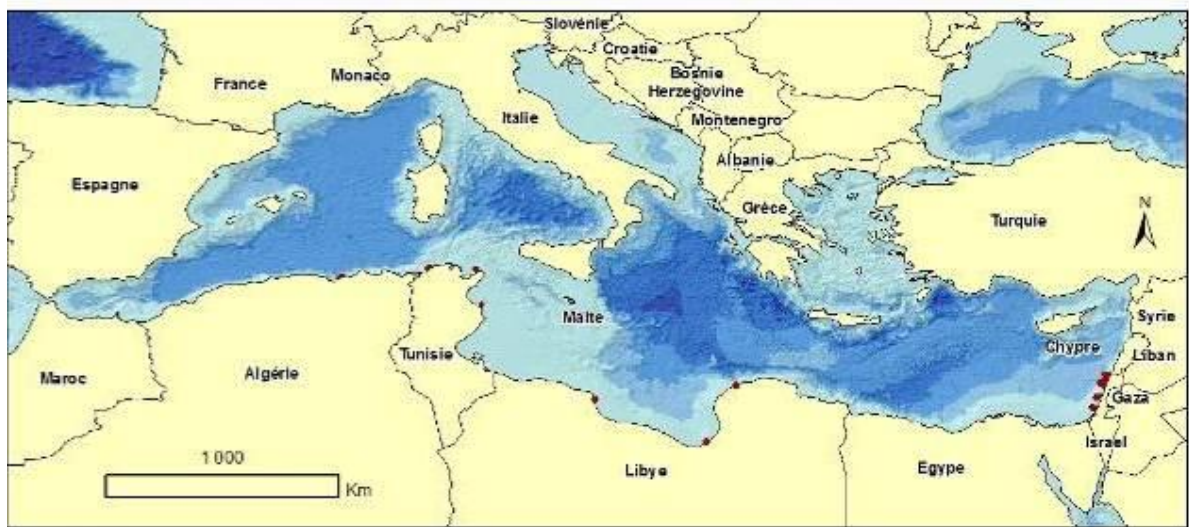 Slovénie
Croatie
Monaco
Bosnie
Herzegovine
France
Italie
Montenegro
Albanie
Espagne
Grèce
Turquie
N
Malte
Chypre
Syrie
Tunisie
Liban
Maroc
Algérie
Gaza
Israel
1 000
Km
Libye
Egype